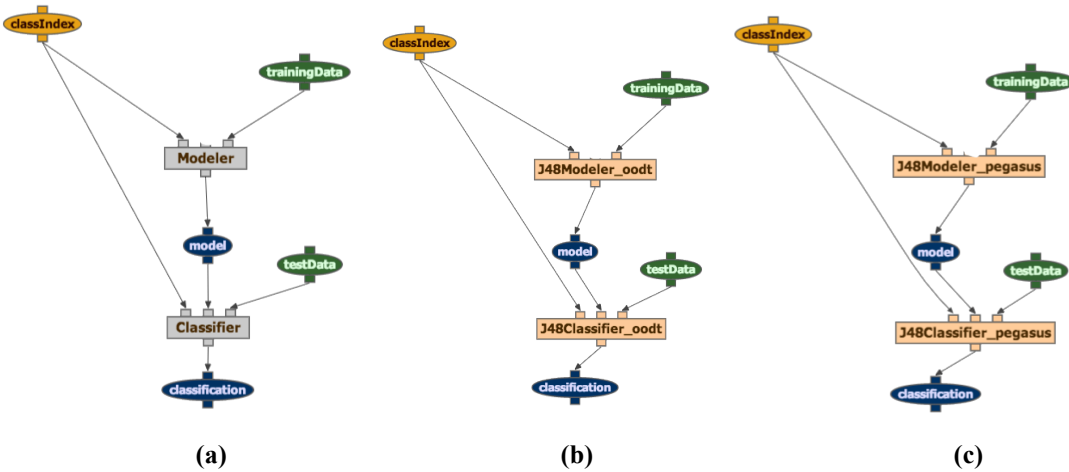 classIndex
trainingData
Modeler
model
testData
Classifier
classification
(a)
classIndex
trainingData
J48Modeler_oodt
model
testData
J48Classifier_oodt
classification
(b)
classIndex
trainingData
J48Modeler_pegasus
model
testData
J48Classifier_pegasus
classification
(c)